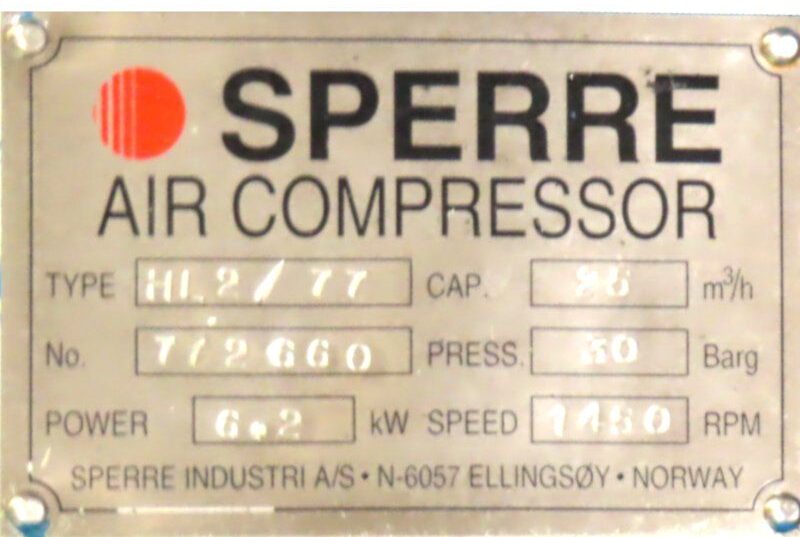 SPERRE
AIR COMPRESSOR
TYPE HL2/77 CAP. 25 m³/h
No. 772660 PRESS. 30 Barg
POWER 6.2 kW SPEED RPM
SPERRE INDUSTRI A/S • N-6057 ELLINGSØY • NORWAY